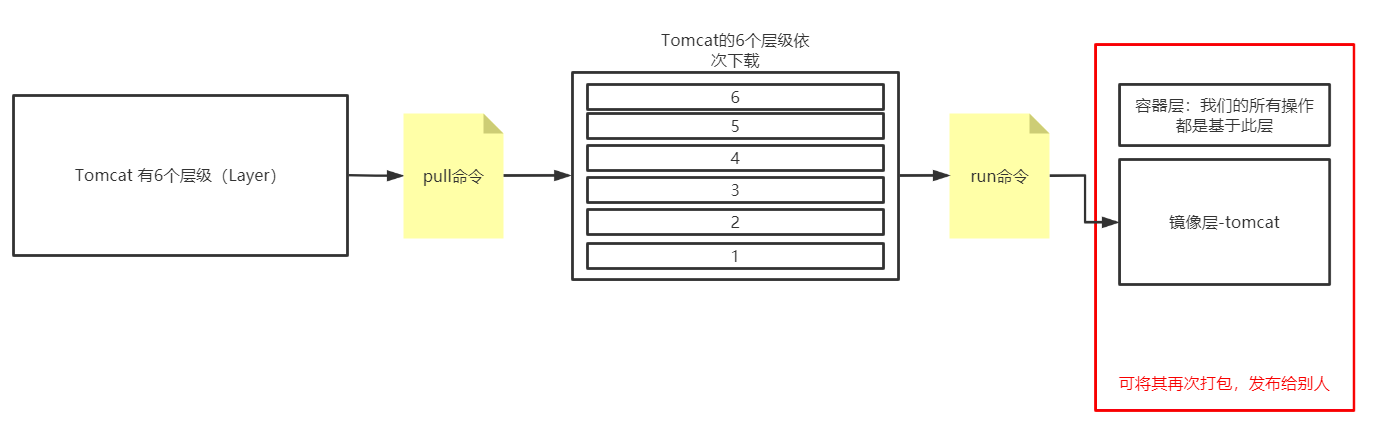 Tomcat 有6个层级（Layer）
pull命令
Tomcat的6个层级依
次下载
6
5
4
3
2
1
run命令
容器层：我们的所有操作
都是基于此层
镜像层-tomcat
可将其再次打包，发布给别人